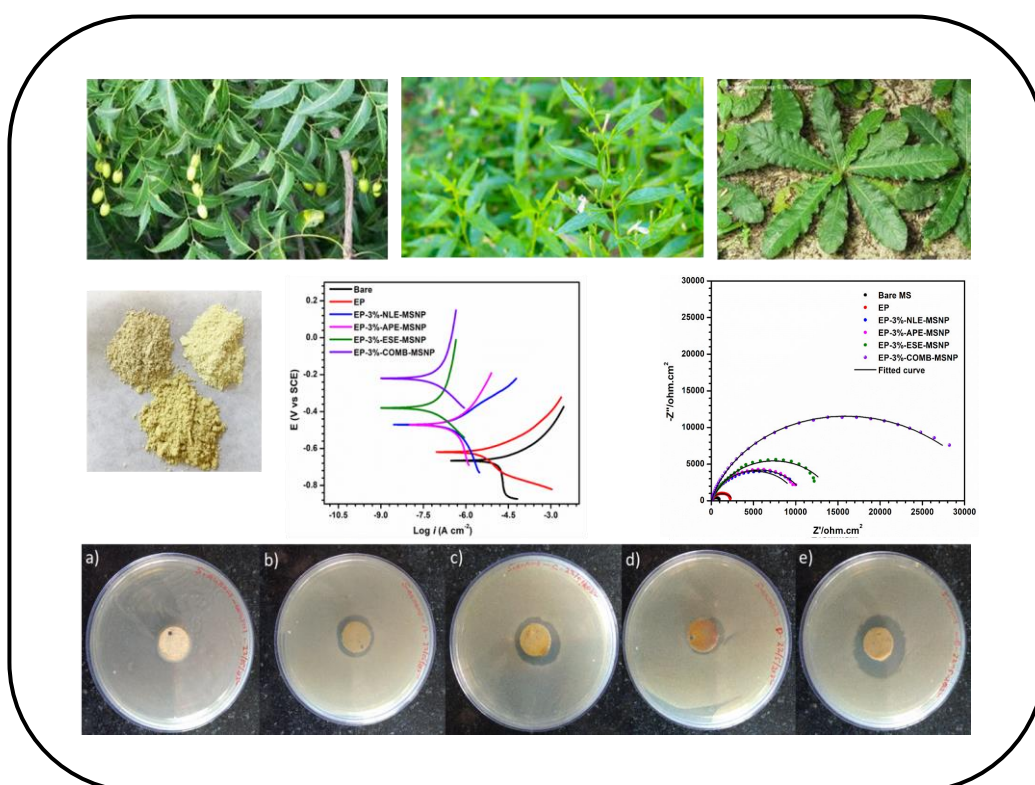 Bare
EP
EP-3%-NLE-MSNP
EP-3%-APE-MSNP
EP-3%-ESE-MSNP
EP-3%-COMB-MSNP
E (V vs SCE)
0.2
0.0
-0.2
-0.4
-0.6
-0.8
-10.5 -9.0 -7.5 -6.0 -4.5 -3.0
Log i (A cm-2)
Bare MS
EP
EP-3%-NLE-MSNP
EP-3%-APE-MSNP
EP-3%-ESE-MSNP
EP-3%-COMB-MSNP
Fitted curve
-Z''/ohm.cm2
-30000
30000
25000
20000
15000
10000
5000
0
0 5000 10000 15000 20000 25000 30000
Z'/ohm.cm2
a) b) c) d) e)